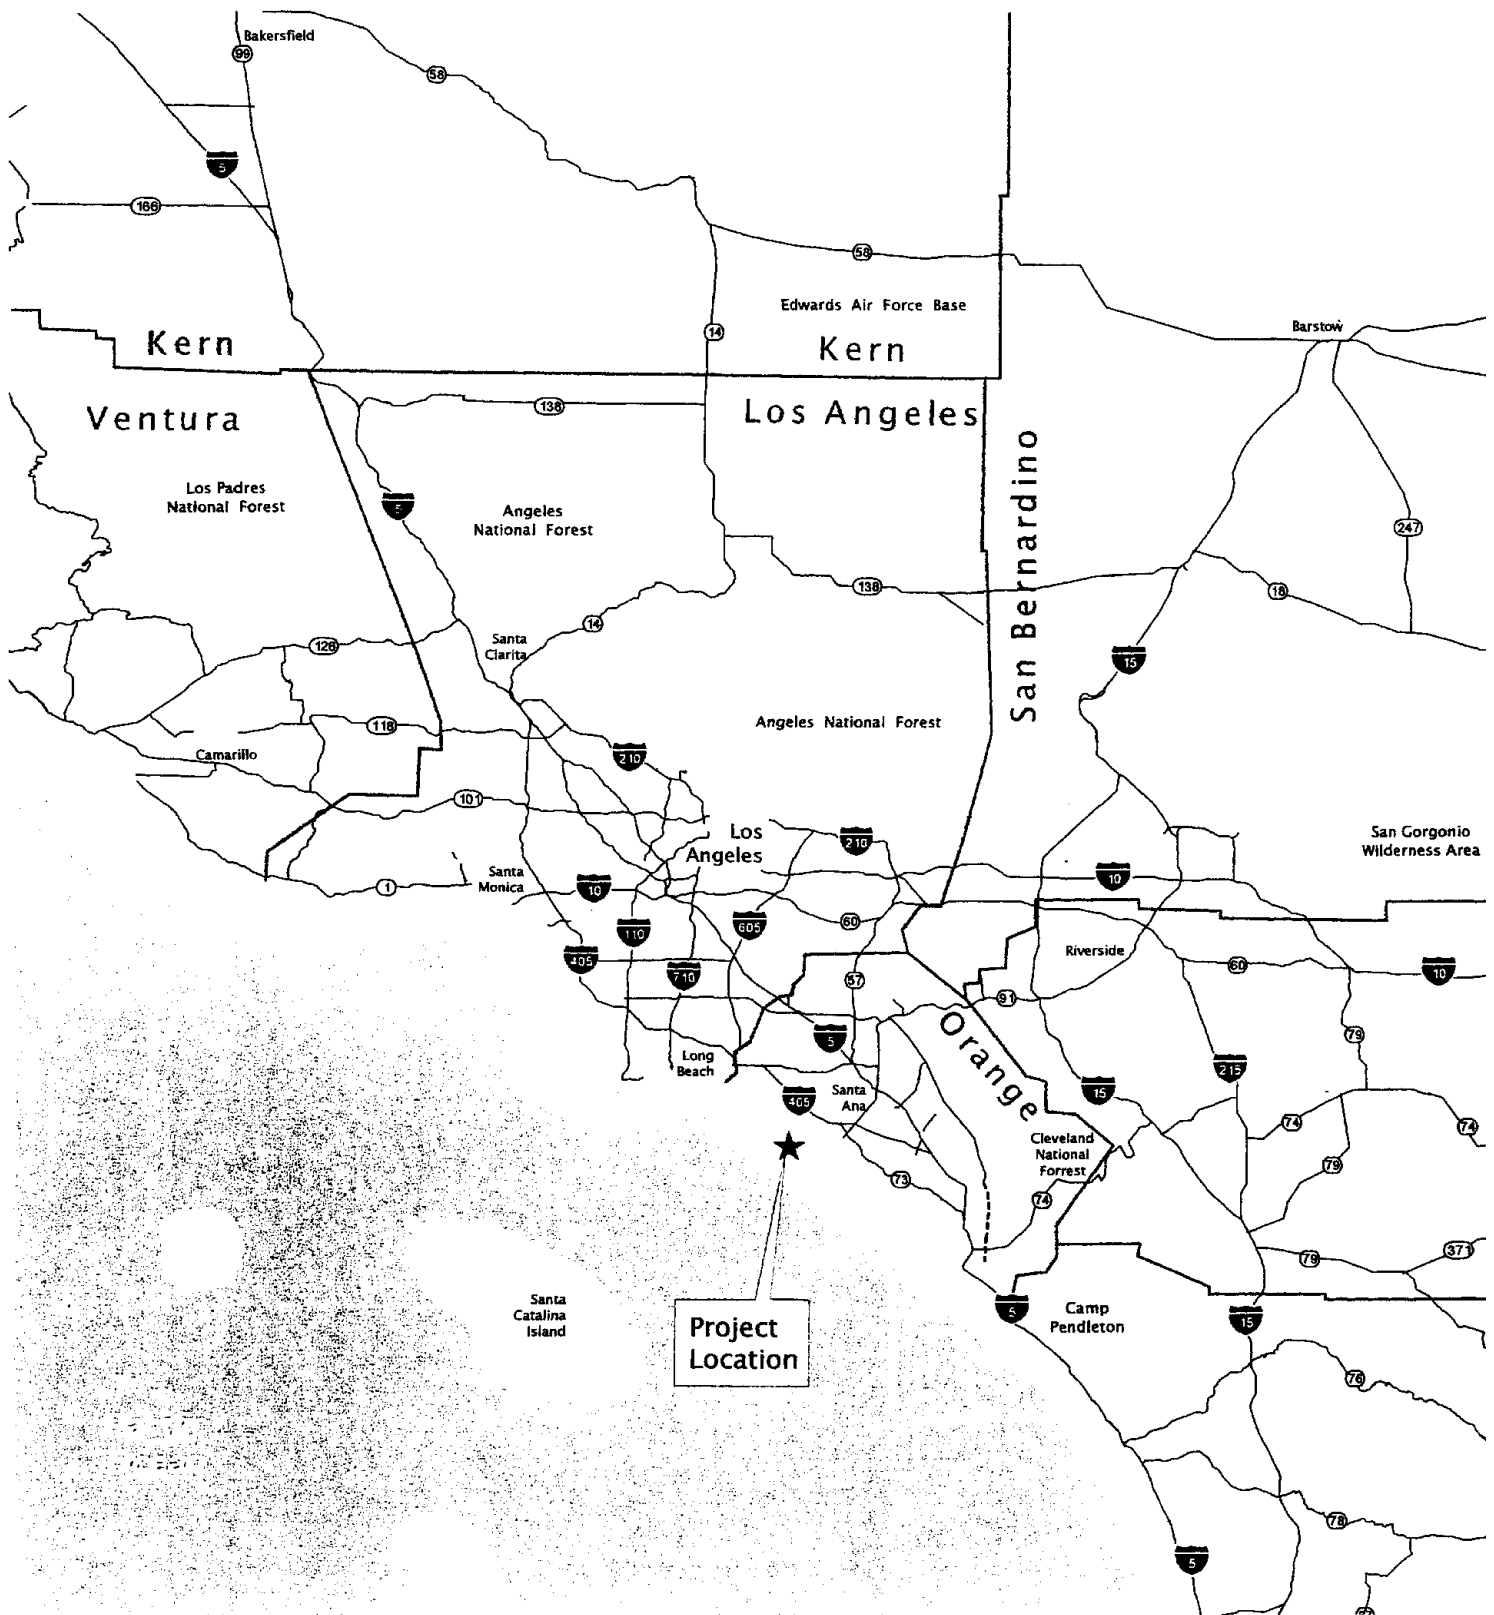 Bakersfield
99
58
5
166
58
Edwards Air Force Base
14
Barstow
Kern
Kern
138
Los Angeles
Ventura
San Bernardino
Los Padres
National Forest
5
Angeles
National Forest
247
138
18
14
126
Santa
Clarita
15
118
Angeles National Forest
Camarillo
210
101
Los
Angeles
210
San Gorgonio
Wilderness Area
Santa
Monica
1
10
10
110
605
60
405
710
57
Riverside
60
10
91
Orange
5
79
Long
Beach
215
405
Santa
Ana
15
74
74
Cleveland
National
Forrest
79
73
74
79
371
Santa
Catalina
Island
Project
Location
5
Camp
Pendleton
15
76
78
5